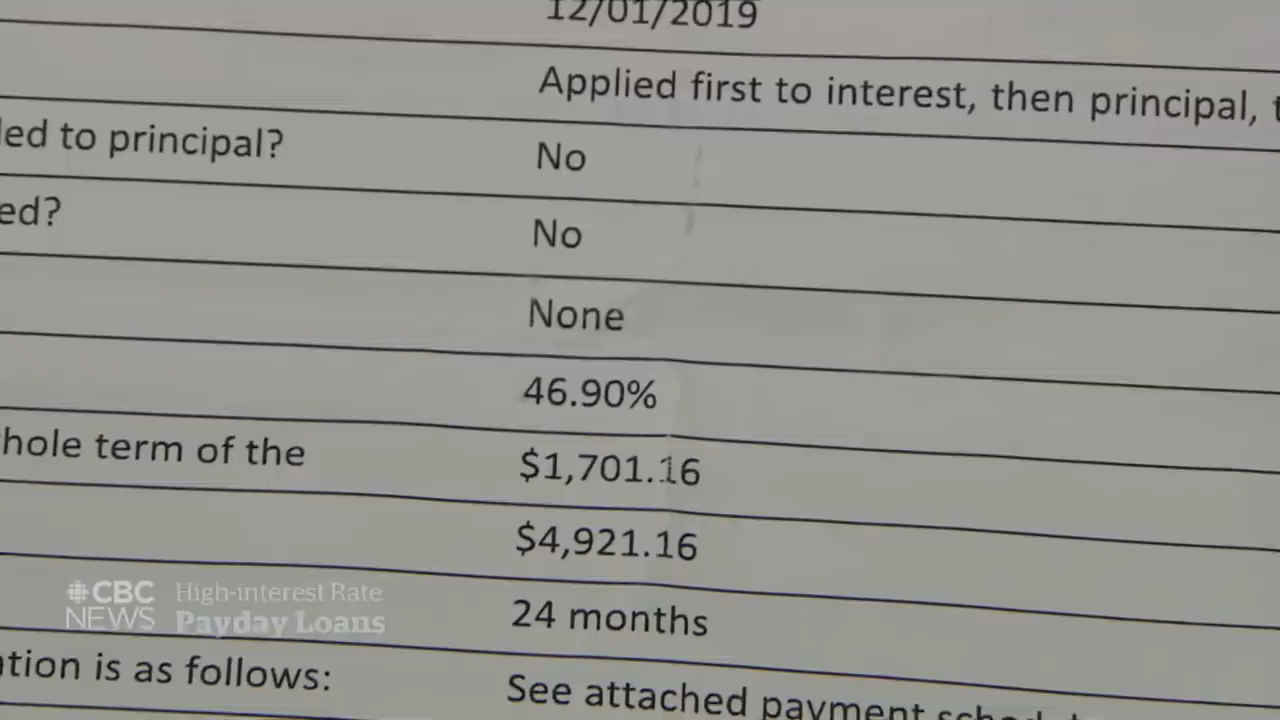 12/01/2019
Applied first to interest, then principal,
led to principal? No
ed? No
None
46.90%
hole term of the $1,701.16
$4,921.16
24 months
ation is as follows: See attached payment
CBC NEWS
High-interest Rate
Payday Loans